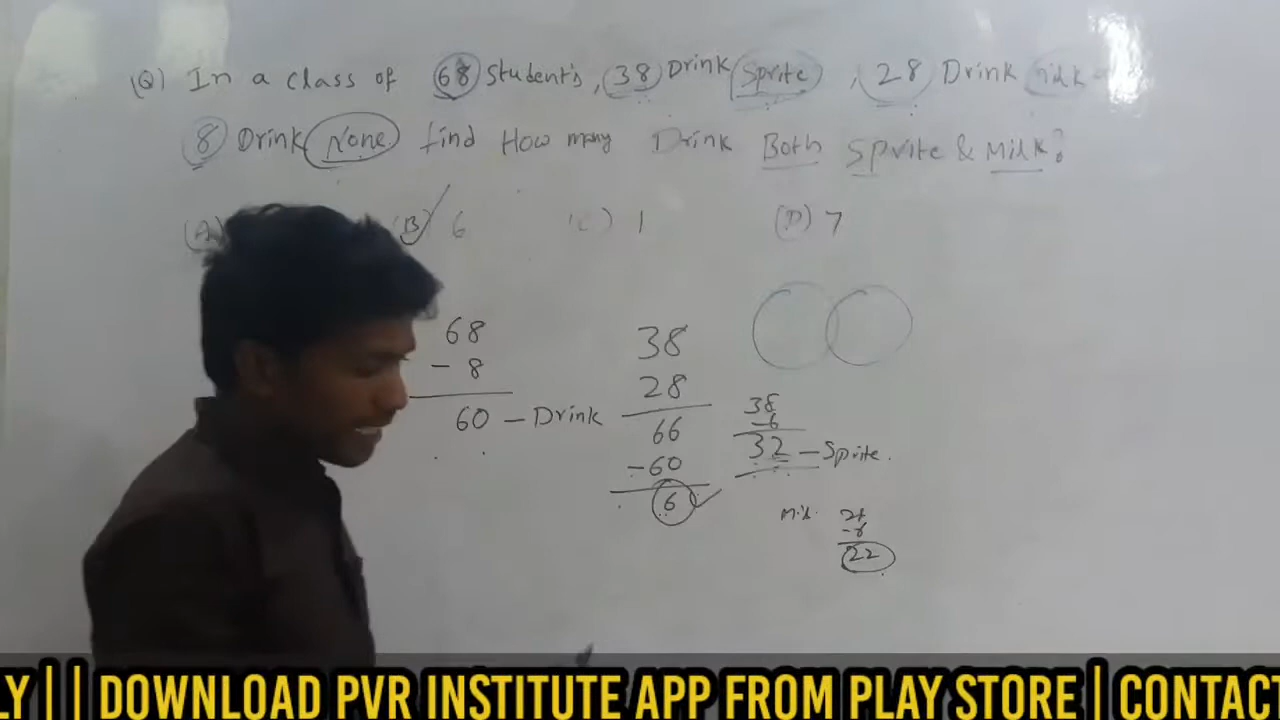 (Q) In a class of 68 Student's, 38 Drink Sprite, 28 Drink milk
8 Drink None find How many Drink Both Sprite & Milk?
(A) (B) 6 (C) 1 (D) 7
68
- 8
60 - Drink
38
28
66
-60
6
38
-6
32 - Sprite.
22
LY || DOWNLOAD PVR INSTITUTE APP FROM PLAY STORE | CONTACT